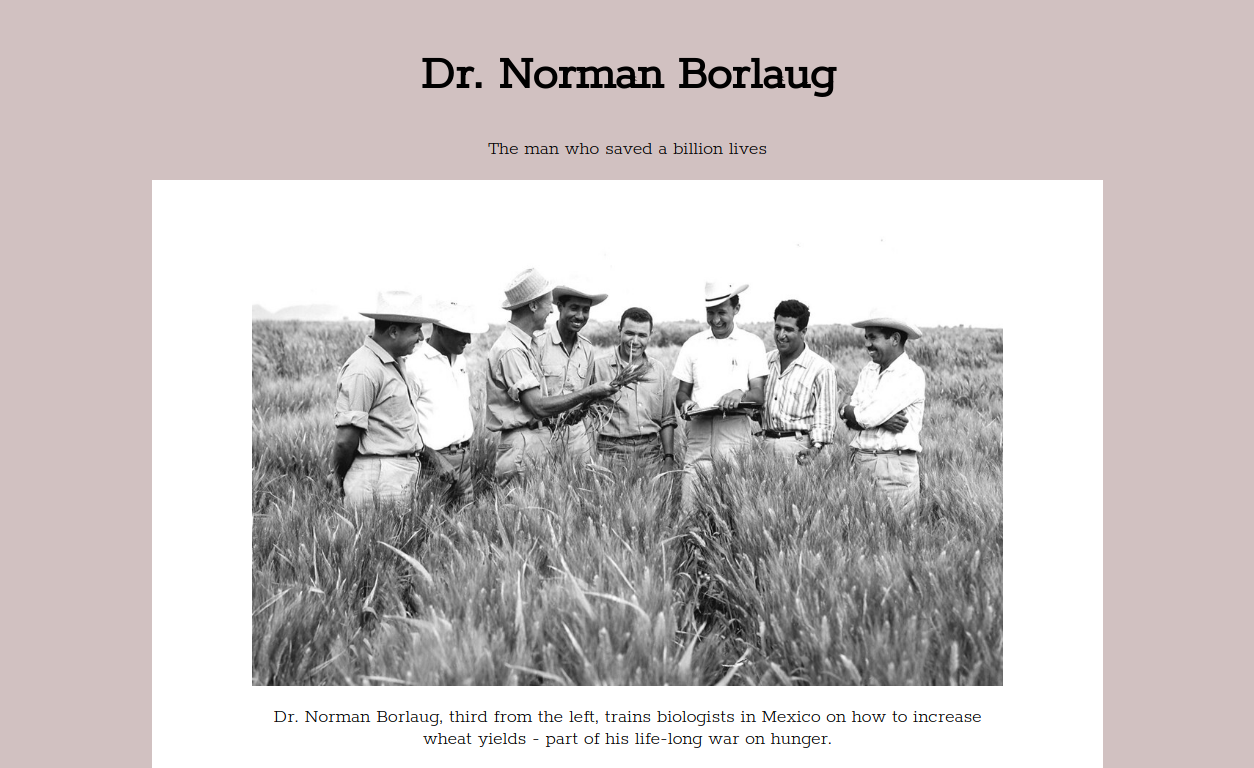 Dr. Norman Borlaug
The man who saved a billion lives
Dr. Norman Borlaug, third from the left, trains biologists in Mexico on how to increase
wheat yields - part of his life-long war on hunger.